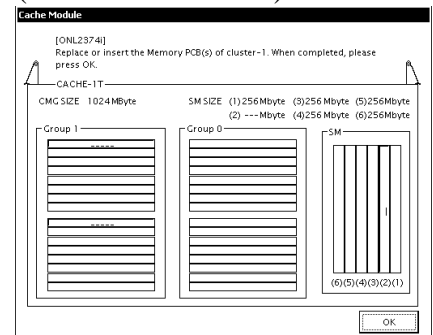 Cache Module
[ONL2374i]
Replace or insert the Memory PCB(s) of cluster-1. When completed, please
press OK.
CACHE-1T
CMG SIZE 1024 MByte SM SIZE (1) 256 Mbyte (3)256 Mbyte (5)256Mbyte
(2) ---Mbyte (4)256 Mbyte (6)256Mbyte
Group 1 Group 0 SM
-----
-----
(6)(5)(4)(3)(2)(1)
OK